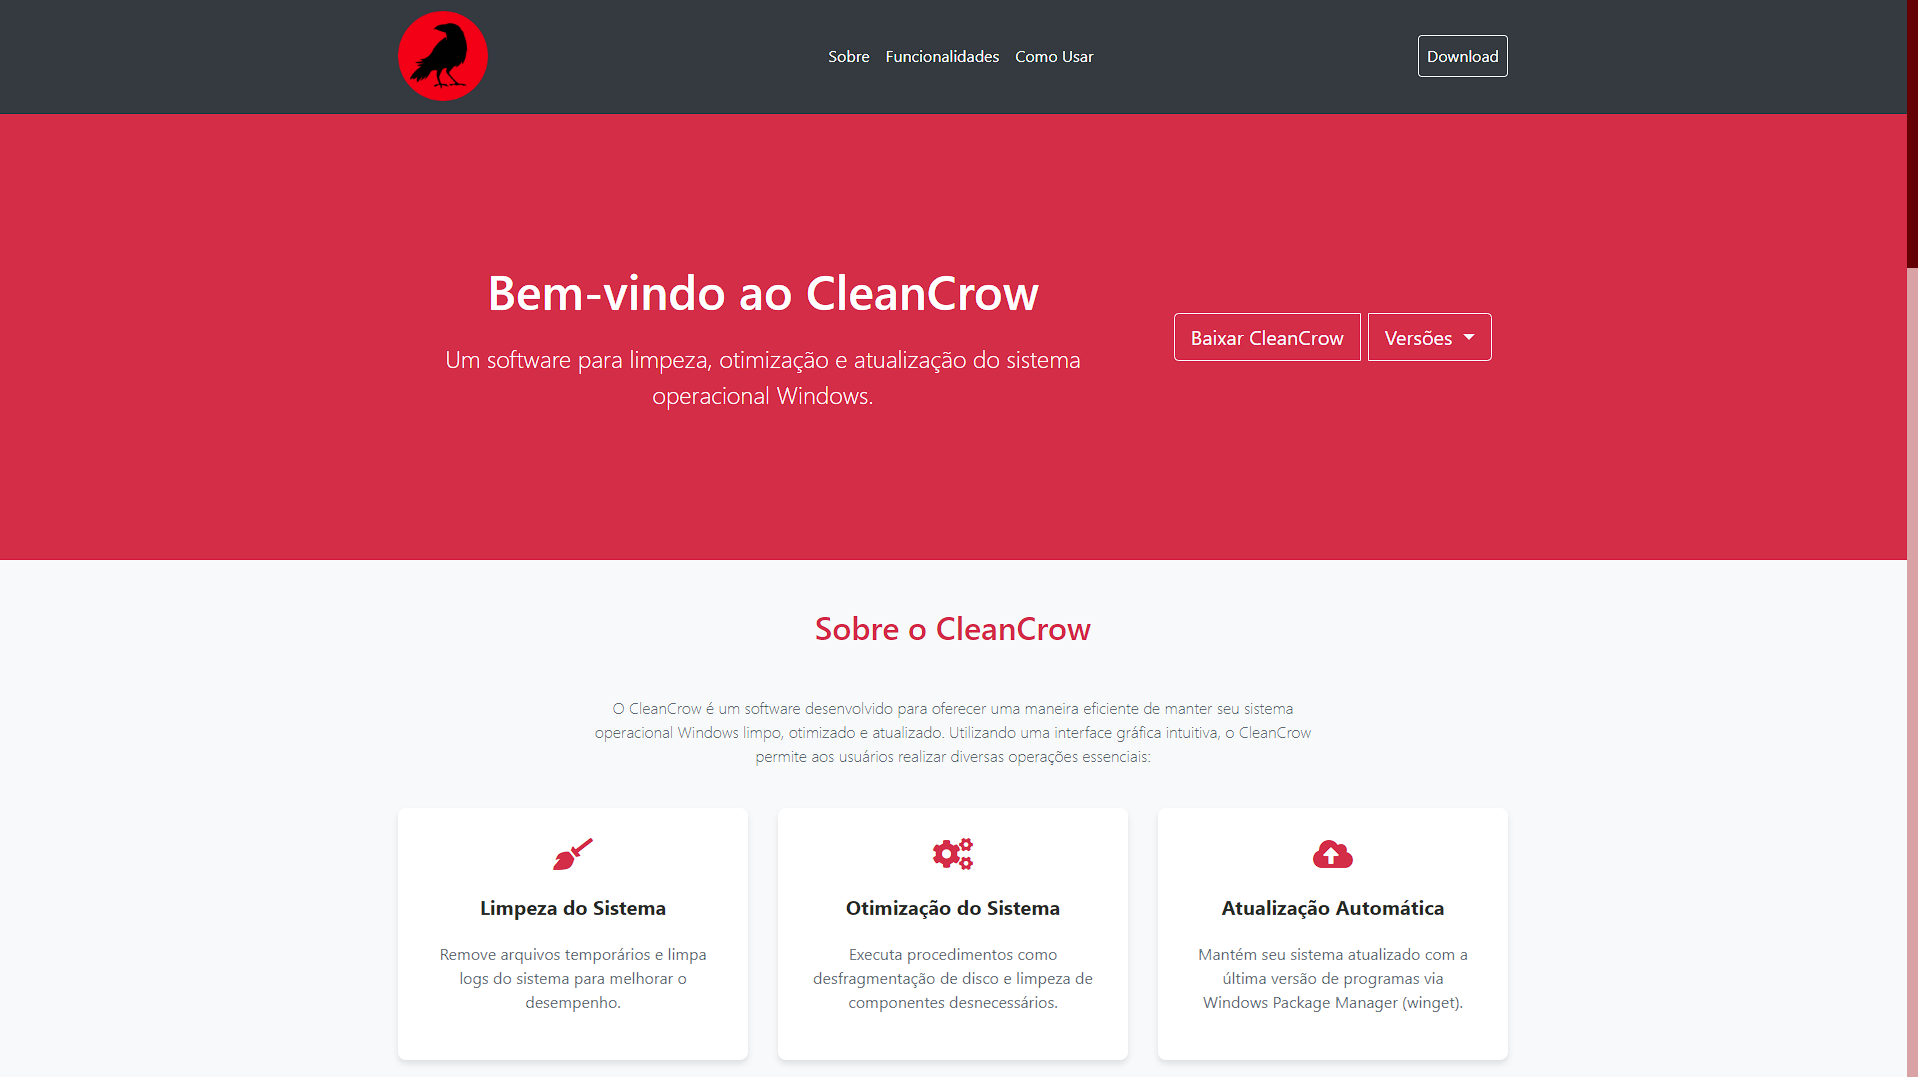 Sobre Funcionalidades Como Usar Download
Bem-vindo ao CleanCrow
Um software para limpeza, otimização e atualização do sistema
operacional Windows.
Baixar CleanCrow Versões
Sobre o CleanCrow
O CleanCrow é um software desenvolvido para oferecer uma maneira eficiente de manter seu sistema
operacional Windows limpo, otimizado e atualizado. Utilizando uma interface gráfica intuitiva, o CleanCrow
permite aos usuários realizar diversas operações essenciais:
Limpeza do Sistema
Remove arquivos temporários e limpa
logs do sistema para melhorar o
desempenho.
Otimização do Sistema
Executa procedimentos como
desfragmentação de disco e limpeza de
componentes desnecessários.
Atualização Automática
Mantém seu sistema atualizado com a
última versão de programas via
Windows Package Manager (winget).